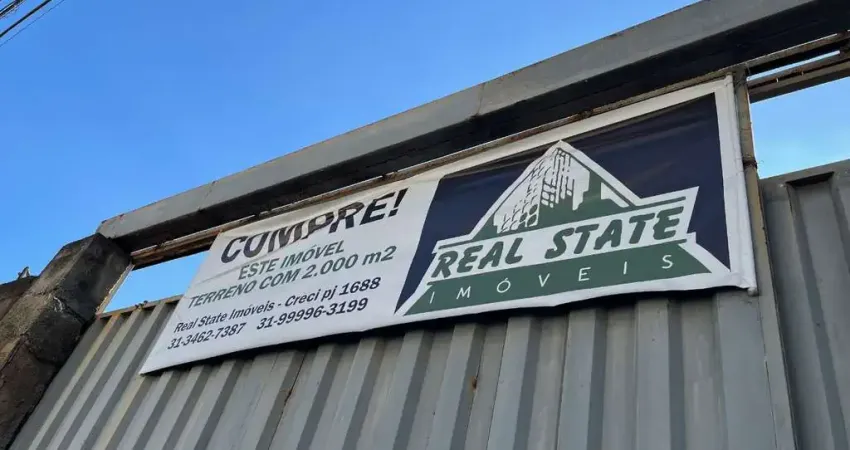 COMPRE!
ESTE IMÓVEL
TERRENO COM 2.000 m2
Real State Imóveis - Creci pj 1688
31-3462-7387 31-99996-3199
REAL STATE
IMÓVEIS